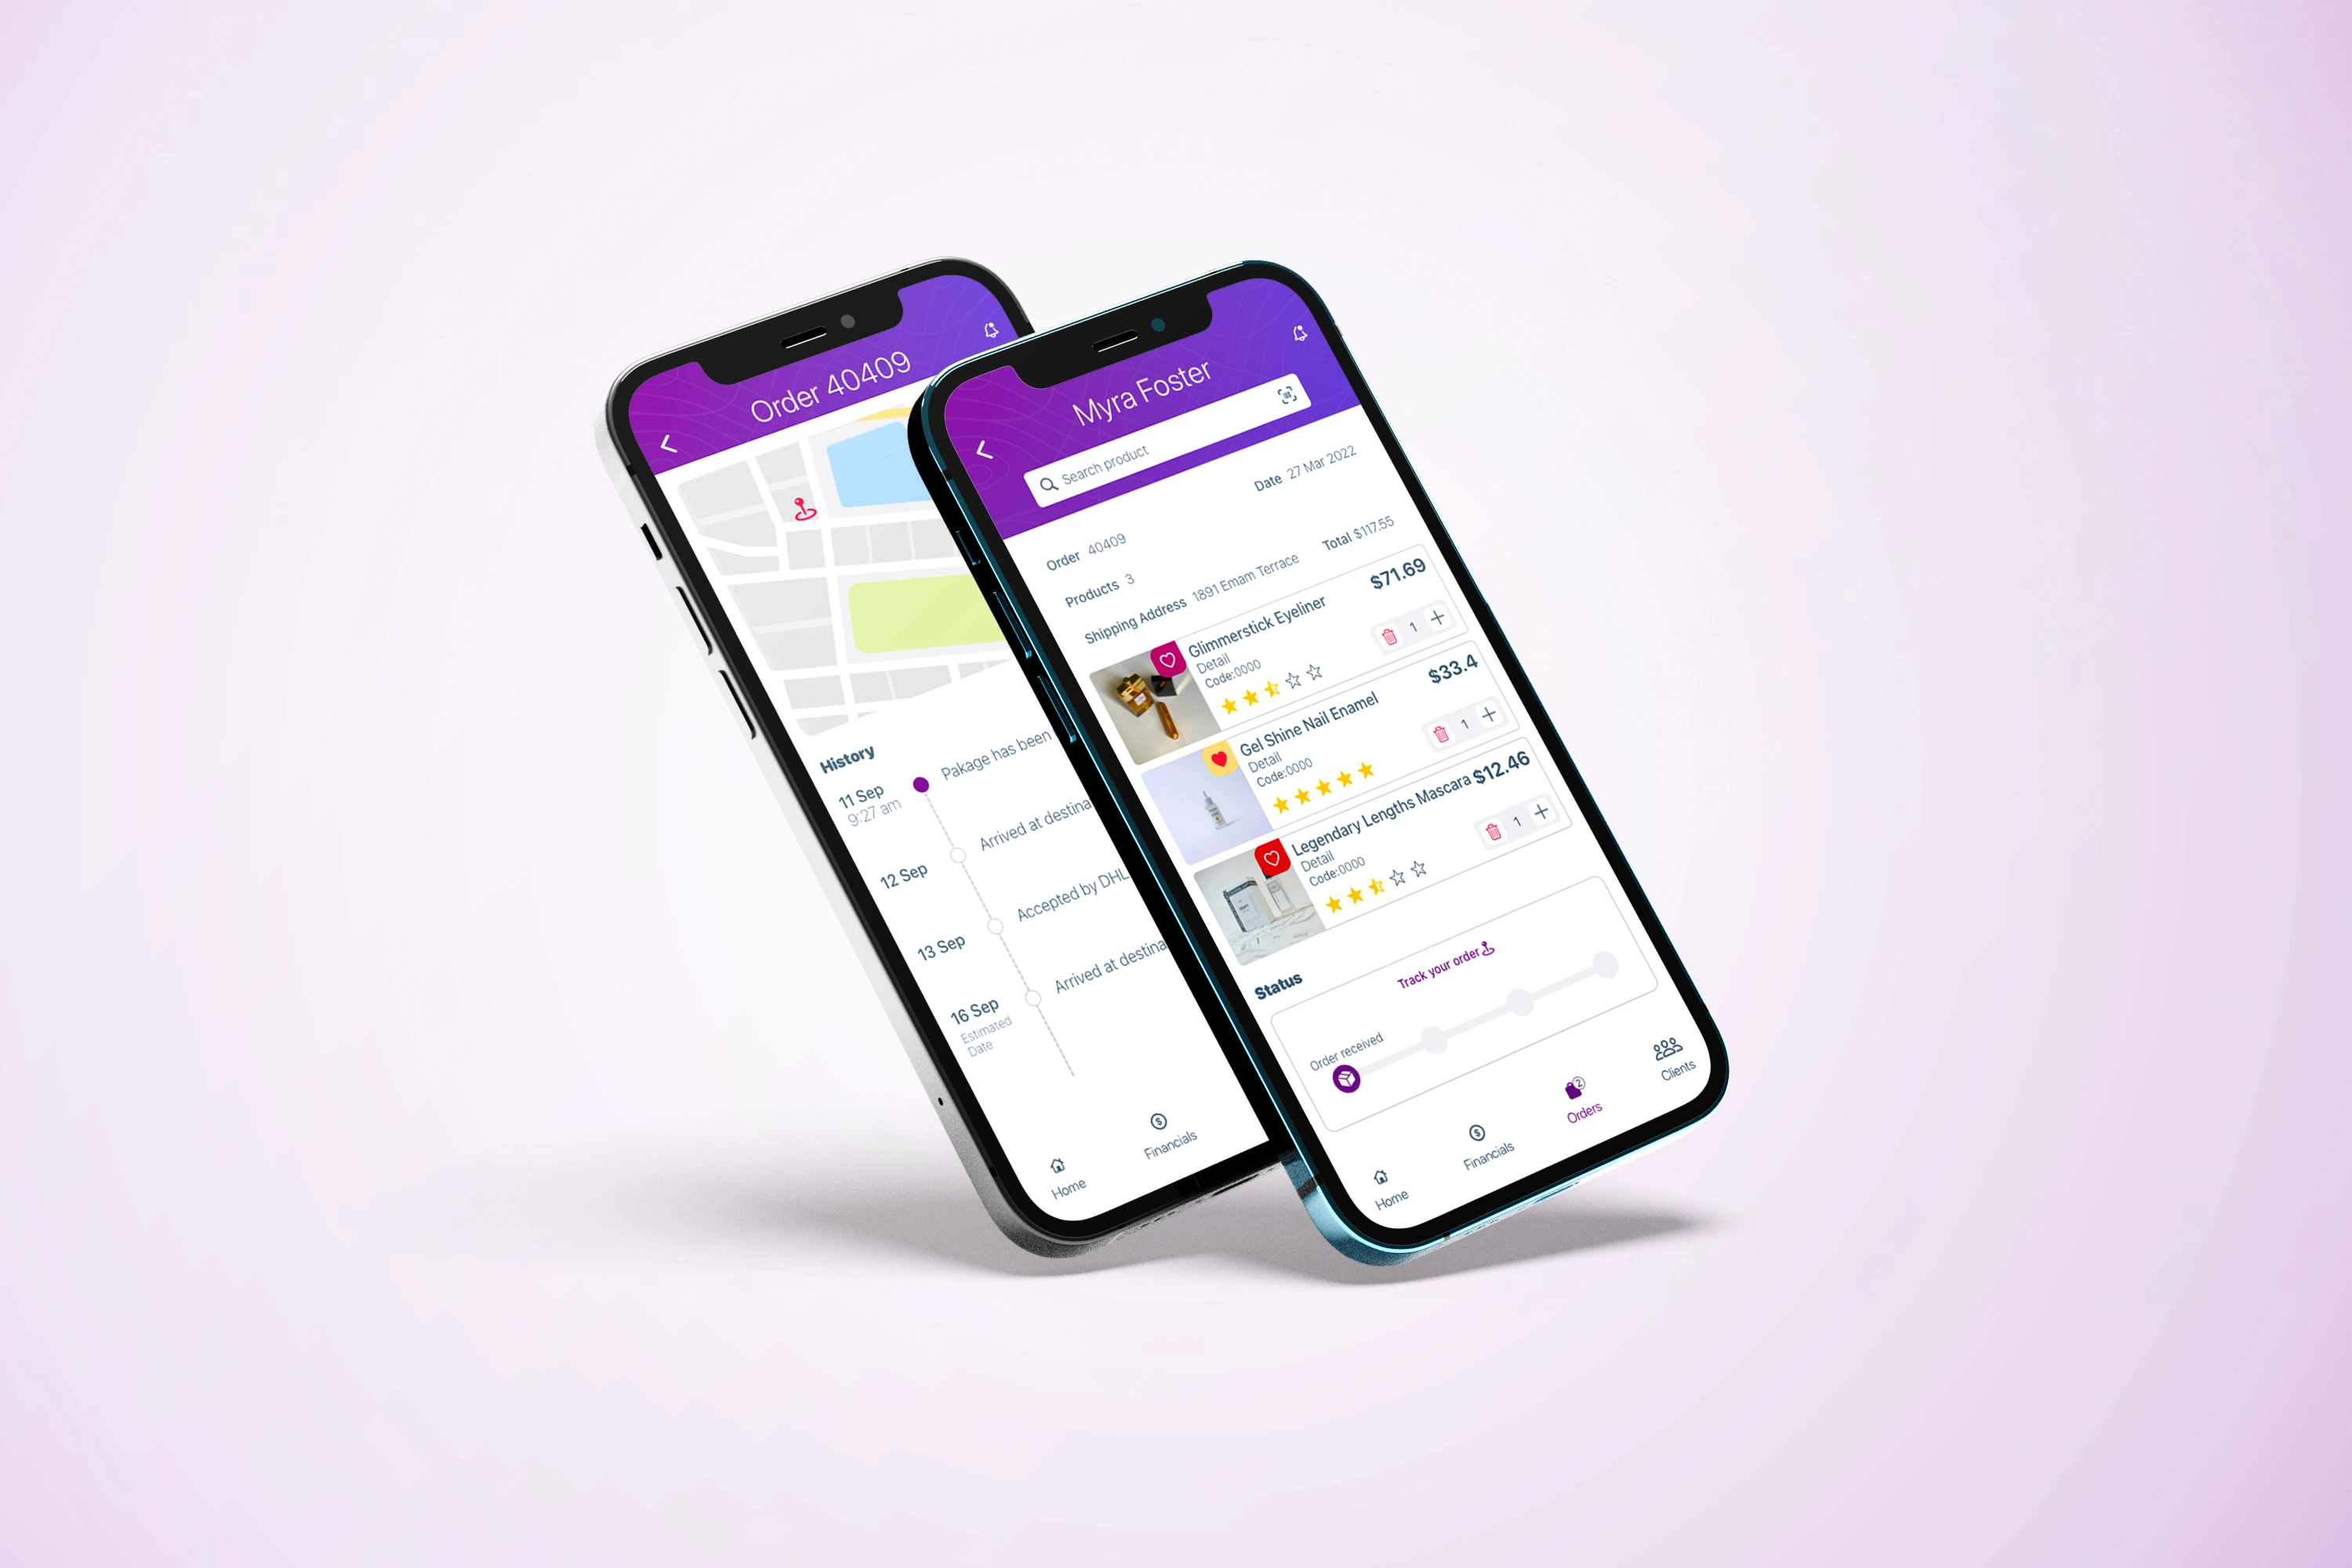 Order 40409
History
11 Sep
9:27 am
Pakage has been
12 Sep
Arrived at destina
13 Sep
Accepted by DHL
16 Sep
Estimated
Date
Arrived at destina
Home
Financials
Myra Foster
Search product
Order 40409
Date 27 Mar 2022
Products 3
Shipping Address 1891 Emam Terrace
Total $117.55
Glimmerstick Eyeliner
$71.69
Detail
Code:0000
1
Gel Shine Nail Enamel
$33.4
Detail
Code:0000
1
Legendary Lengths Mascara
$12.46
Detail
Code:0000
1
Status
Track your order
Order received
Home
Financials
2
Orders
Clients